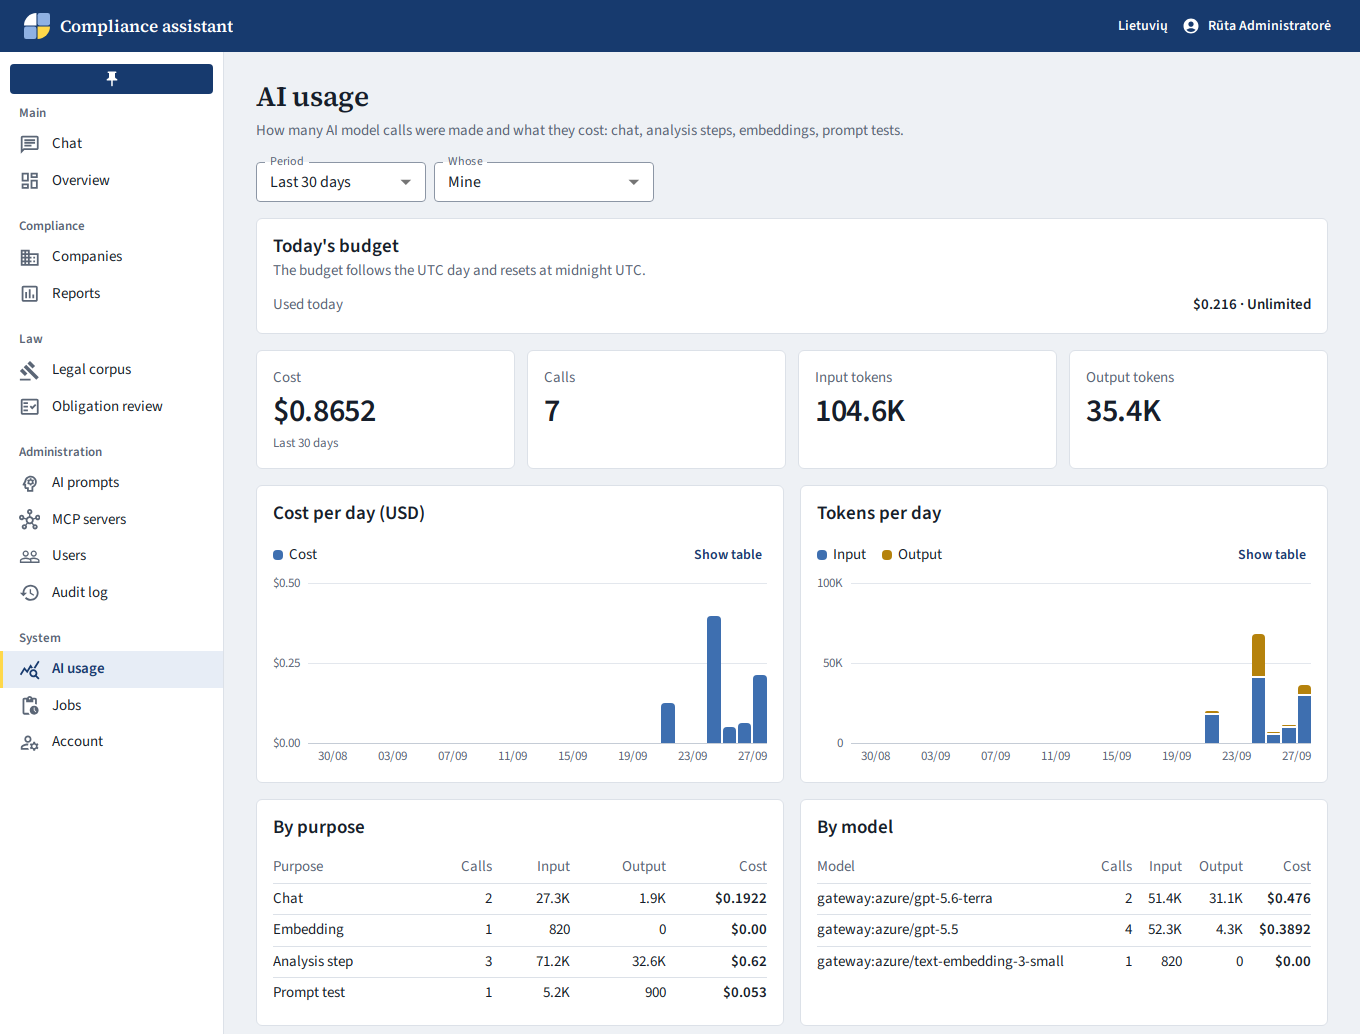 Compliance assistant
Lietuvių
Rūta Administratorė
Main
Chat
Overview
Compliance
Companies
Reports
Law
Legal corpus
Obligation review
Administration
AI prompts
MCP servers
Users
Audit log
System
AI usage
Jobs
Account
AI usage
How many AI model calls were made and what they cost: chat, analysis steps, embeddings, prompt tests.
Period
Last 30 days
Whose
Mine
Today's budget
The budget follows the UTC day and resets at midnight UTC.
Used today $0.216 · Unlimited
Cost
$0.8652
Last 30 days
Calls
7
Input tokens
104.6K
Output tokens
35.4K
Cost per day (USD)
Cost
Show table
$0.50
$0.25
$0.00
30/08 03/09 07/09 11/09 15/09 19/09 23/09 27/09
Tokens per day
Input Output
Show table
100K
50K
0
30/08 03/09 07/09 11/09 15/09 19/09 23/09 27/09
By purpose
Purpose Calls Input Output Cost
Chat 2 27.3K 1.9K $0.1922
Embedding 1 820 0 $0.00
Analysis step 3 71.2K 32.6K $0.62
Prompt test 1 5.2K 900 $0.053
By model
Model Calls Input Output Cost
gateway:azure/gpt-5.6-terra 2 51.4K 31.1K $0.476
gateway:azure/gpt-5.5 4 52.3K 4.3K $0.3892
gateway:azure/text-embedding-3-small 1 820 0 $0.00